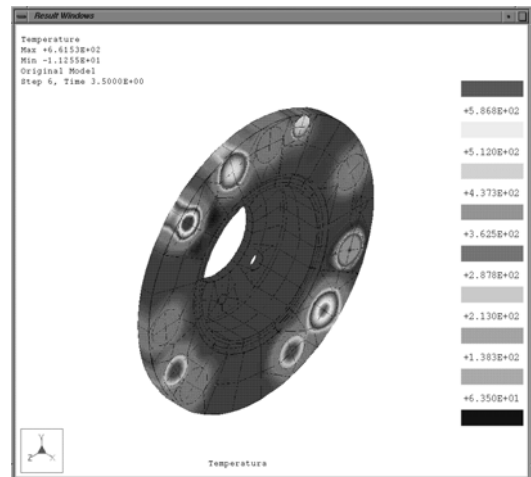 Result Windows
Temperature
Max +6.6153E+02
Min -1.1255E+01
Original Model
Step 6, Time 3.5000E+00
+5.868E+02
+5.120E+02
+4.373E+02
+3.625E+02
+2.878E+02
+2.130E+02
+1.383E+02
+6.350E+01
Y
Z X
Temperatura